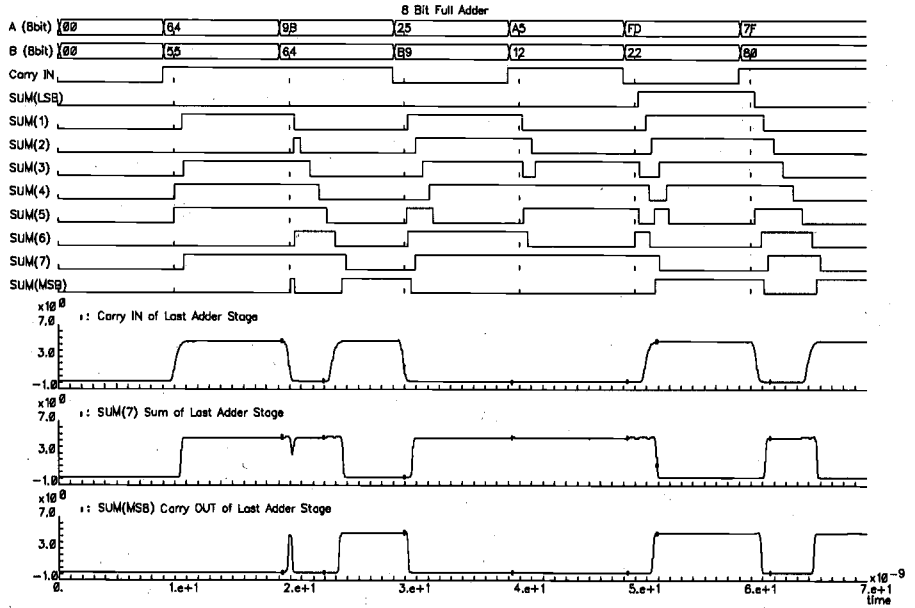 8 Bit Full Adder
A (8bit) 00 64 9B 25 A5 FD 7F
B (8bit) 00 55 64 B9 12 22 80
Carry IN
SUM(LSB)
SUM(1)
SUM(2)
SUM(3)
SUM(4)
SUM(5)
SUM(6)
SUM(7)
SUM(MSB)
×10 0
7.0 ı: Carry IN of Last Adder Stage
3.0
-1.0
×10 0
7.0 ı: SUM(7) Sum of Last Adder Stage
3.0
-1.0
×10 0
7.0 ı: SUM(MSB) Carry OUT of Last Adder Stage
3.0
-1.0
0. 1.e+1 2.e+1 3.e+1 4.e+1 5.e+1 6.e+1 7.e+1 ×10 -9
time